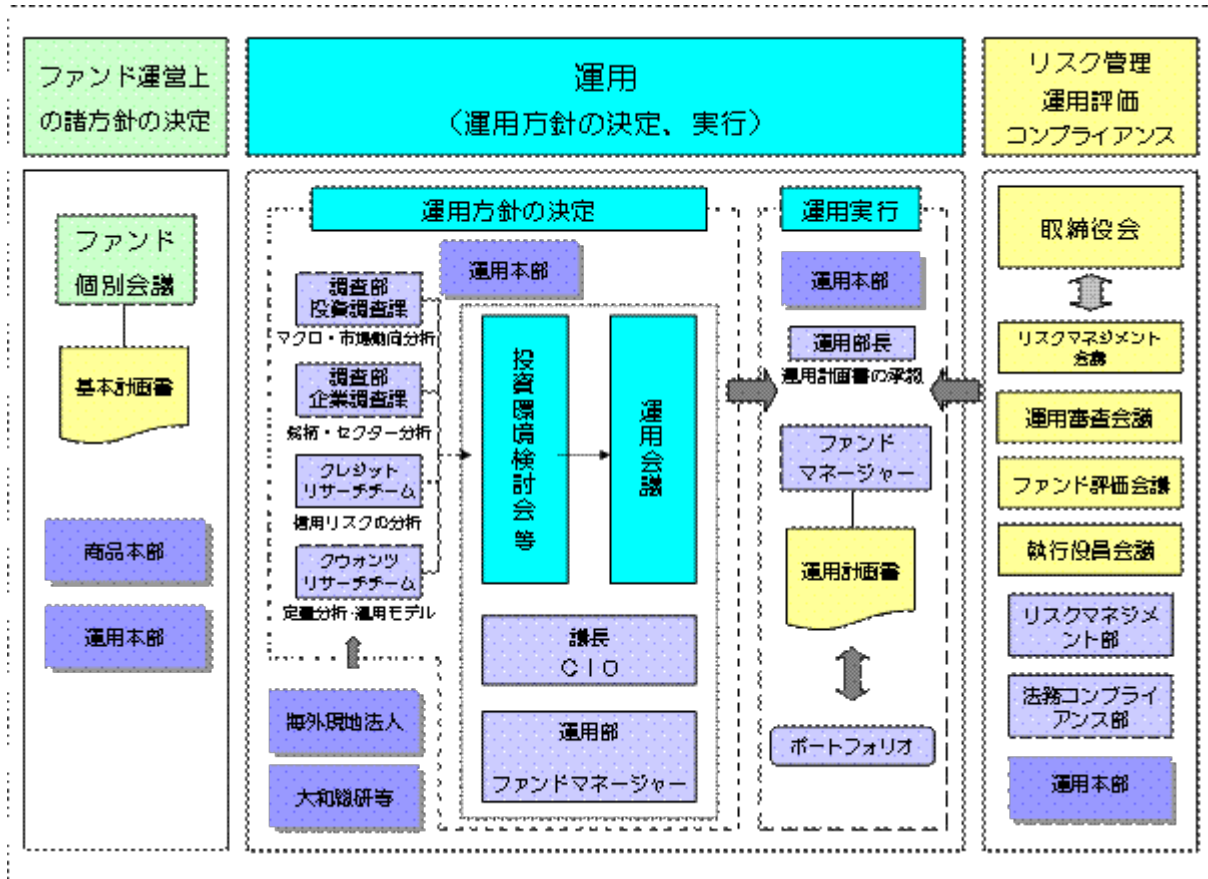 ファンド運営上
の諸方針の決定
運用
（運用方針の決定、実行）
リスク管理
運用評価
コンプライアンス
ファンド
個別会議
基本計画書
商品本部
運用本部
運用方針の決定
運用本部
調査部
投資調査課
マクロ・市場動向分析
調査部
企業調査課
銘柄・セクター分析
クレジット
リサーチチーム
信用リスクの分析
クウォンツ
リサーチチーム
定量分析・運用モデル
海外現地法人
大和総研等
投資環境検討会等
運用会議
議長
ＣＩＯ
運用部
ファンドマネージャー
運用実行
運用本部
運用部長
運用計画書の承認
ファンド
マネージャー
運用計画書
ポートフォリオ
取締役会
リスクマネジメント
会議
運用審査会議
ファンド評価会議
執行役員会議
リスクマネジメ
ント部
法務コンプライ
アンス部
運用本部